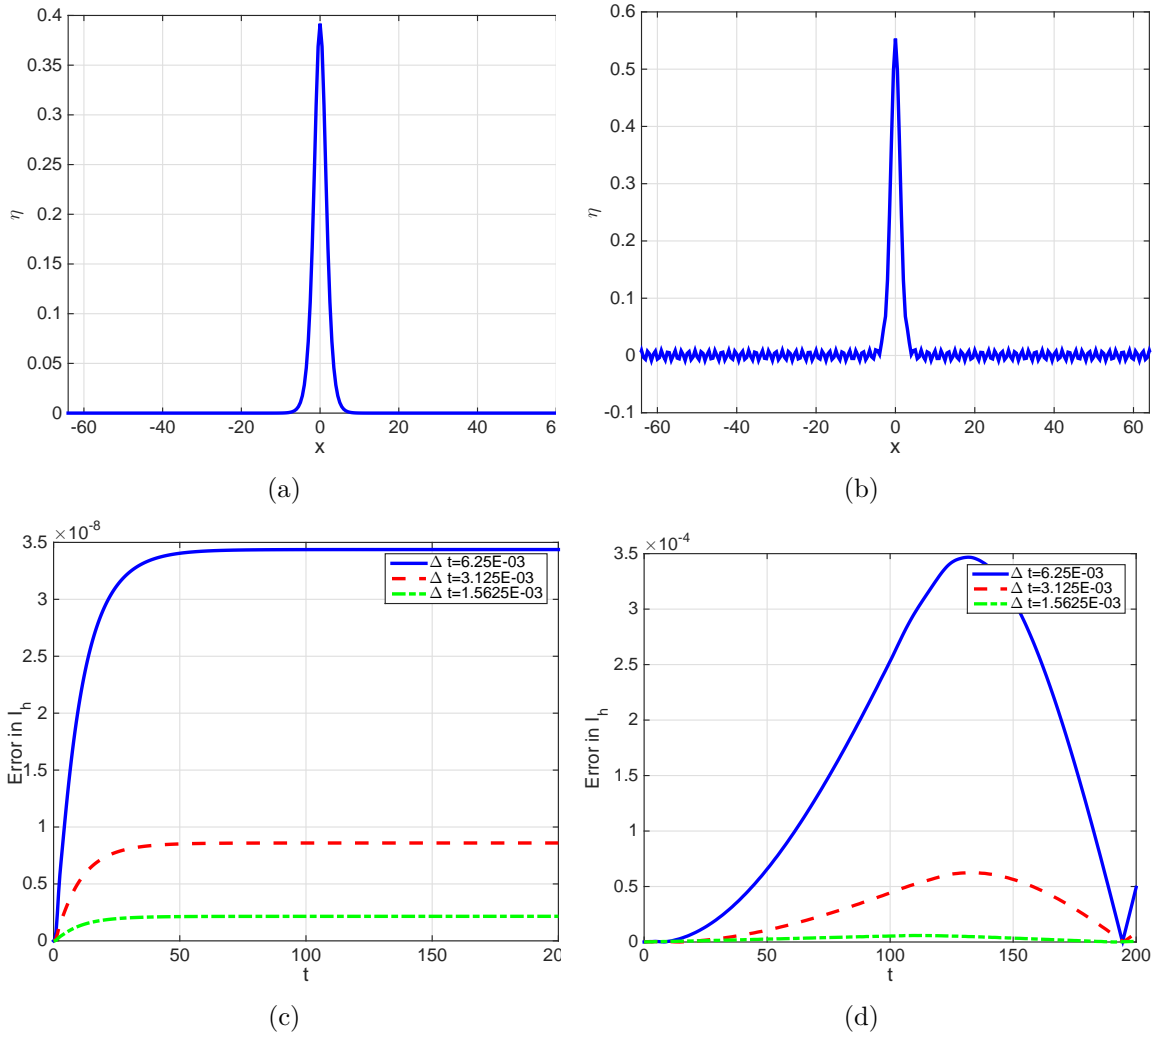 0.4
0.35
0.3
0.25
0.2
0.15
0.1
0.05
0
η
-60 -40 -20 0 20 40 6
x
(a)
0.6
0.5
0.4
0.3
0.2
0.1
0
-0.1
η
-60 -40 -20 0 20 40 60
x
(b)
×10-8
3.5
3
2.5
2
1.5
1
0.5
0
Error in Ih
Δ t=6.25E-03
Δ t=3.125E-03
Δ t=1.5625E-03
0 50 100 150 20
t
(c)
×10-4
3.5
3
2.5
2
1.5
1
0.5
0
Error in Ih
Δ t=6.25E-03
Δ t=3.125E-03
Δ t=1.5625E-03
0 50 100 150 200
t
(d)